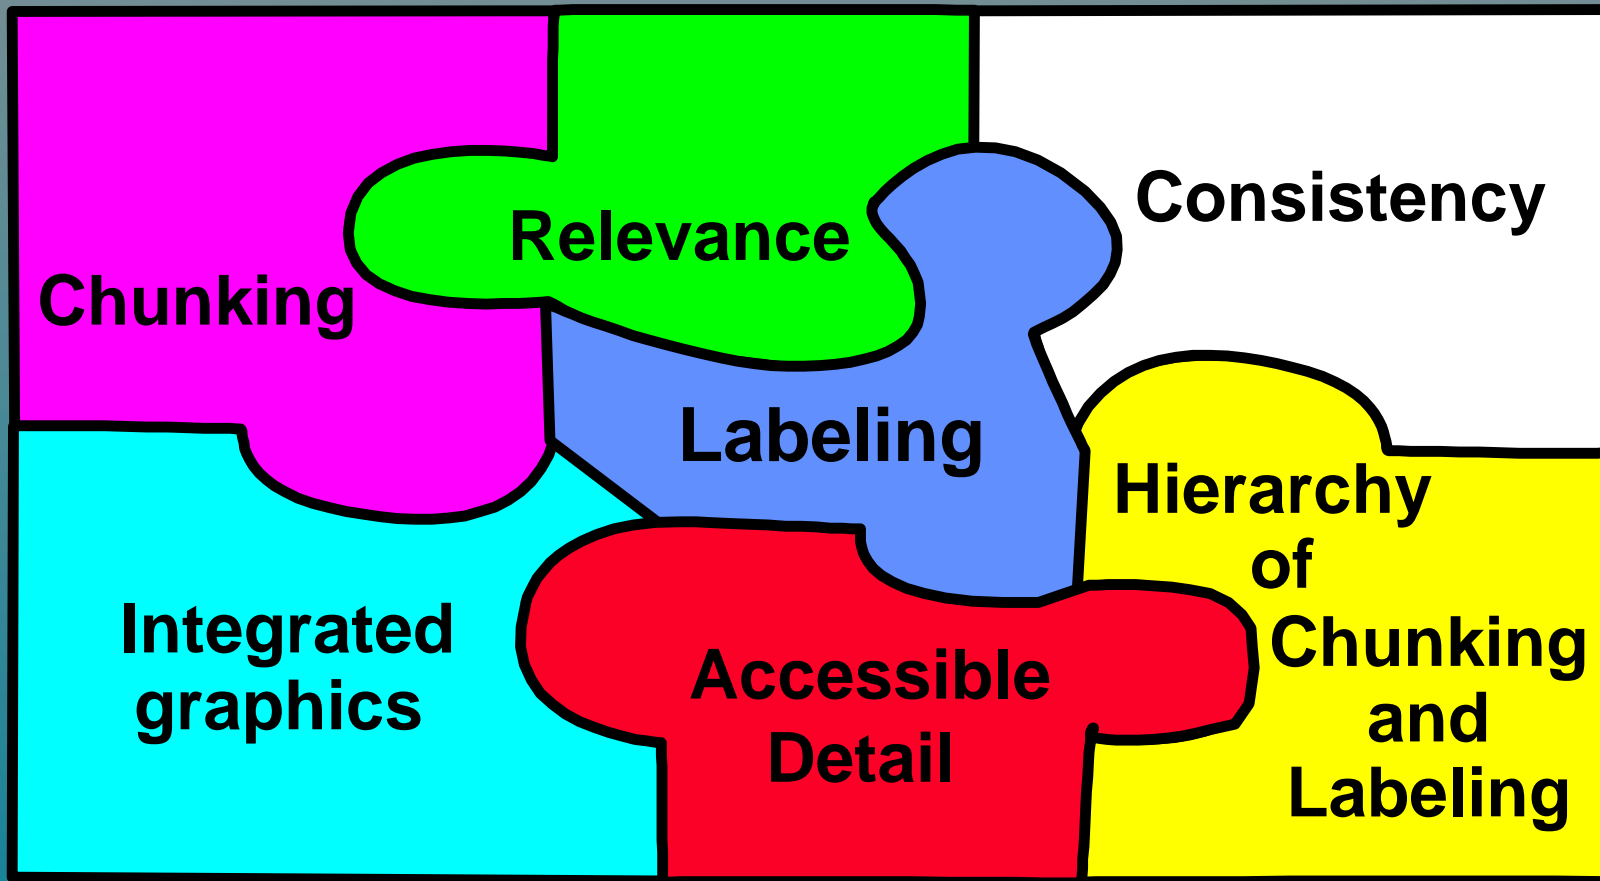 Chunking
Relevance
Consistency
Labeling
Integrated
graphics
Accessible
Detail
Hierarchy
of
Chunking
and
Labeling